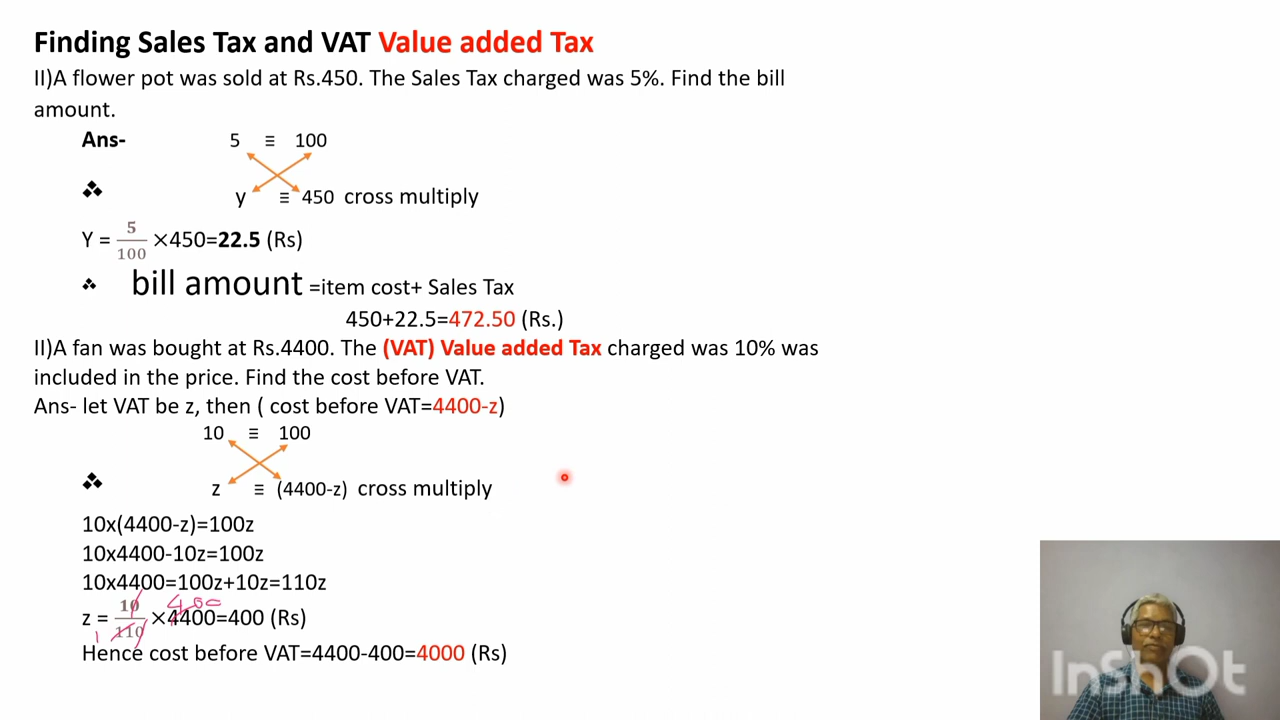 Finding Sales Tax and VAT Value added Tax
II)A flower pot was sold at Rs.450. The Sales Tax charged was 5%. Find the bill
amount.
Ans- 5 ≡ 100
y ≡ 450 cross multiply
Y = 5/100 ×450=22.5 (Rs)
bill amount =item cost+ Sales Tax
450+22.5=472.50 (Rs.)
II)A fan was bought at Rs.4400. The (VAT) Value added Tax charged was 10% was
included in the price. Find the cost before VAT.
Ans- let VAT be z, then ( cost before VAT=4400-z)
10 ≡ 100
z ≡ (4400-z) cross multiply
10x(4400-z)=100z
10x4400-10z=100z
10x4400=100z+10z=110z
400
z = 10/110 ×4400=400 (Rs)
1
Hence cost before VAT=4400-400=4000 (Rs)
InShOt